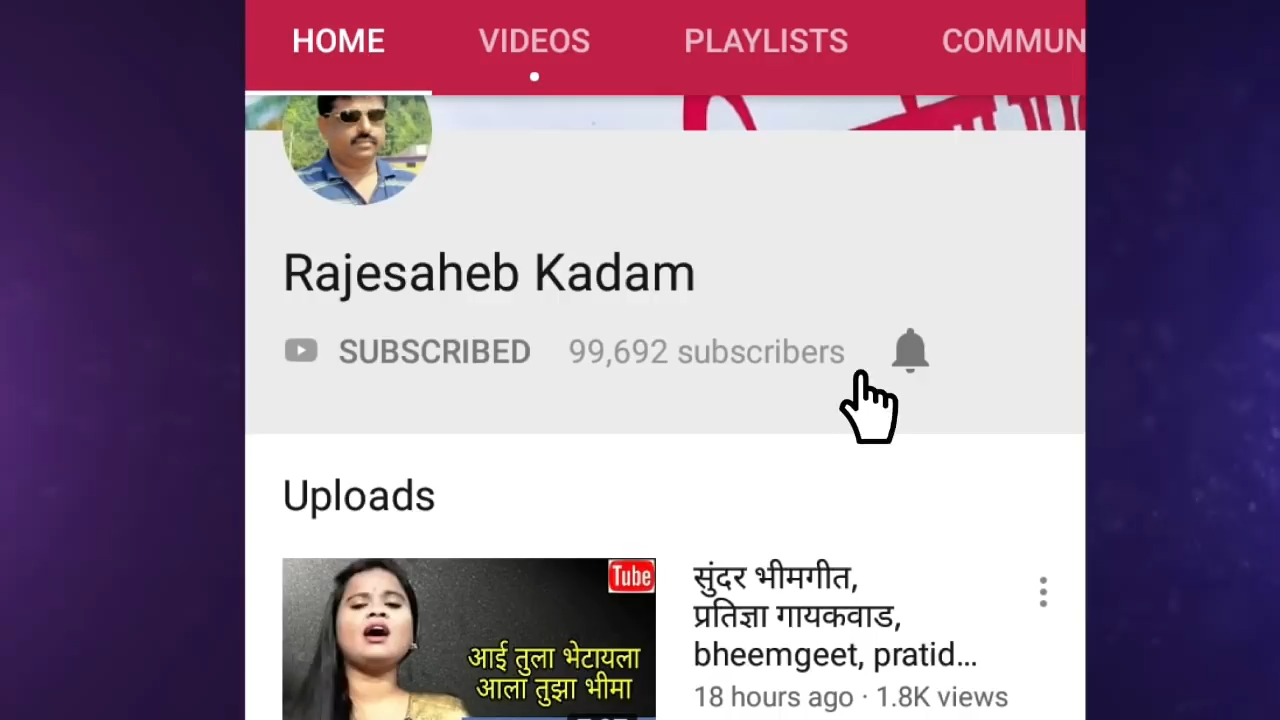 HOME VIDEOS PLAYLISTS COMMUN
Rajesaheb Kadam
SUBSCRIBED 99,692 subscribers
Uploads
Tube
आई तुला भेटायला
आला तुझा भीमा
सुंदर भीमगीत,
प्रतिज्ञा गायकवाड,
bheemgeet, pratid...
18 hours ago · 1.8K views